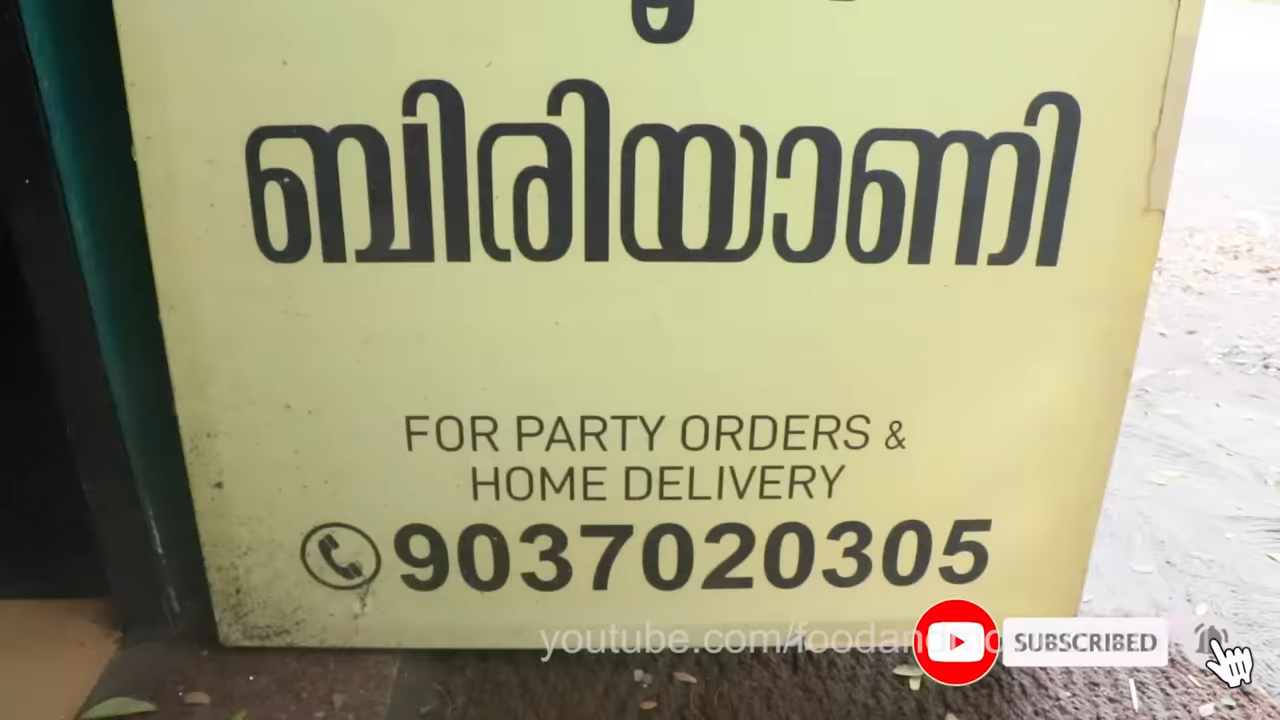 ബിരിയാണി
FOR PARTY ORDERS &
HOME DELIVERY
9037020305
SUBSCRIBED